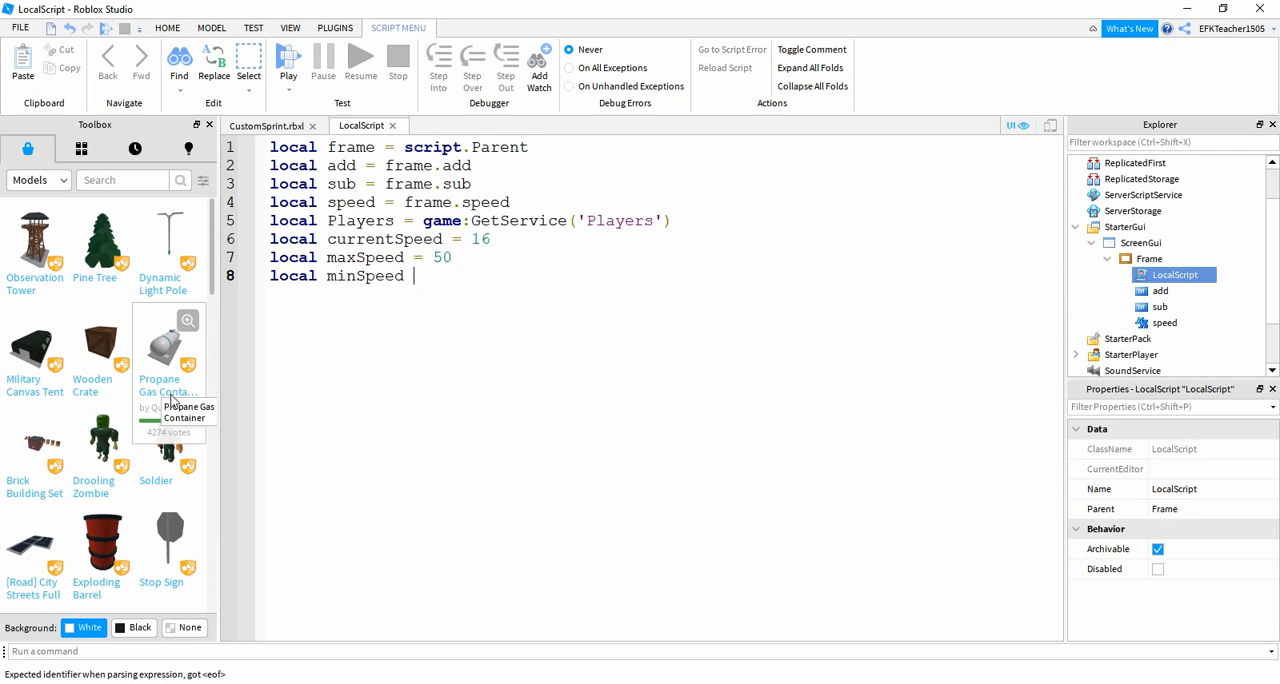 LocalScript - Roblox Studio
FILE HOME MODEL TEST VIEW PLUGINS SCRIPT MENU What's New EFKTeacher1505
Paste Cut Copy Back Fwd Find Replace Select Play Pause Resume Stop Step Into Step Over Step Out Add Watch
Never
On All Exceptions
On Unhandled Exceptions
Go to Script Error
Reload Script
Toggle Comment
Expand All Folds
Collapse All Folds
Clipboard Navigate Edit Test Debugger Debug Errors Actions
Toolbox
Models Search
Observation Tower
Pine Tree
Dynamic Light Pole
Military Canvas Tent
Wooden Crate
Propane Gas Conta...
by Qu
Propane Gas Container
4274 votes
Brick Building Set
Drooling Zombie
Soldier
[Road] City Streets Full
Exploding Barrel
Stop Sign
Background: White Black None
CustomSprint.rbxl LocalScript UI
1 local frame = script.Parent
2 local add = frame.add
3 local sub = frame.sub
4 local speed = frame.speed
5 local Players = game:GetService('Players')
6 local currentSpeed = 16
7 local maxSpeed = 50
8 local minSpeed
Explorer
Filter workspace (Ctrl+Shift+X)
ReplicatedFirst
ReplicatedStorage
ServerScriptService
ServerStorage
StarterGui
ScreenGui
Frame
LocalScript
add
sub
speed
StarterPack
StarterPlayer
SoundService
Properties - LocalScript "LocalScript"
Filter Properties (Ctrl+Shift+P)
Data
ClassName LocalScript
CurrentEditor
Name LocalScript
Parent Frame
Behavior
Archivable
Disabled
Run a command
Expected identifier when parsing expression, got <eof>